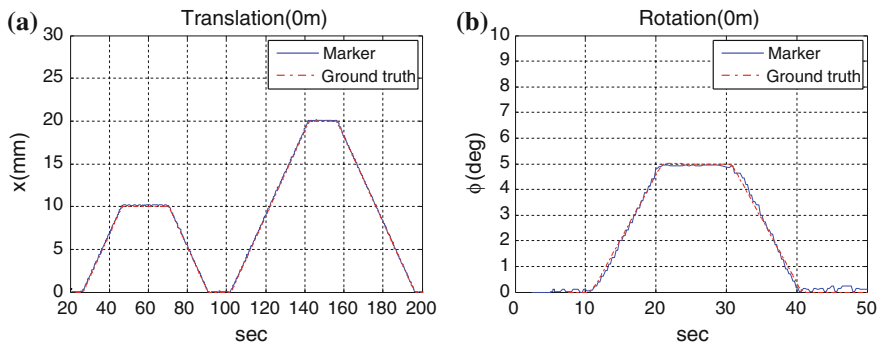 (a)
Translation(0m)
x(mm)
30
25
20
15
10
5
0
Marker
Ground truth
20 40 60 80 100 120 140 160 180 200
sec
(b)
Rotation(0m)
ϕ(deg)
10
9
8
7
6
5
4
3
2
1
0
Marker
Ground truth
0 10 20 30 40 50
sec